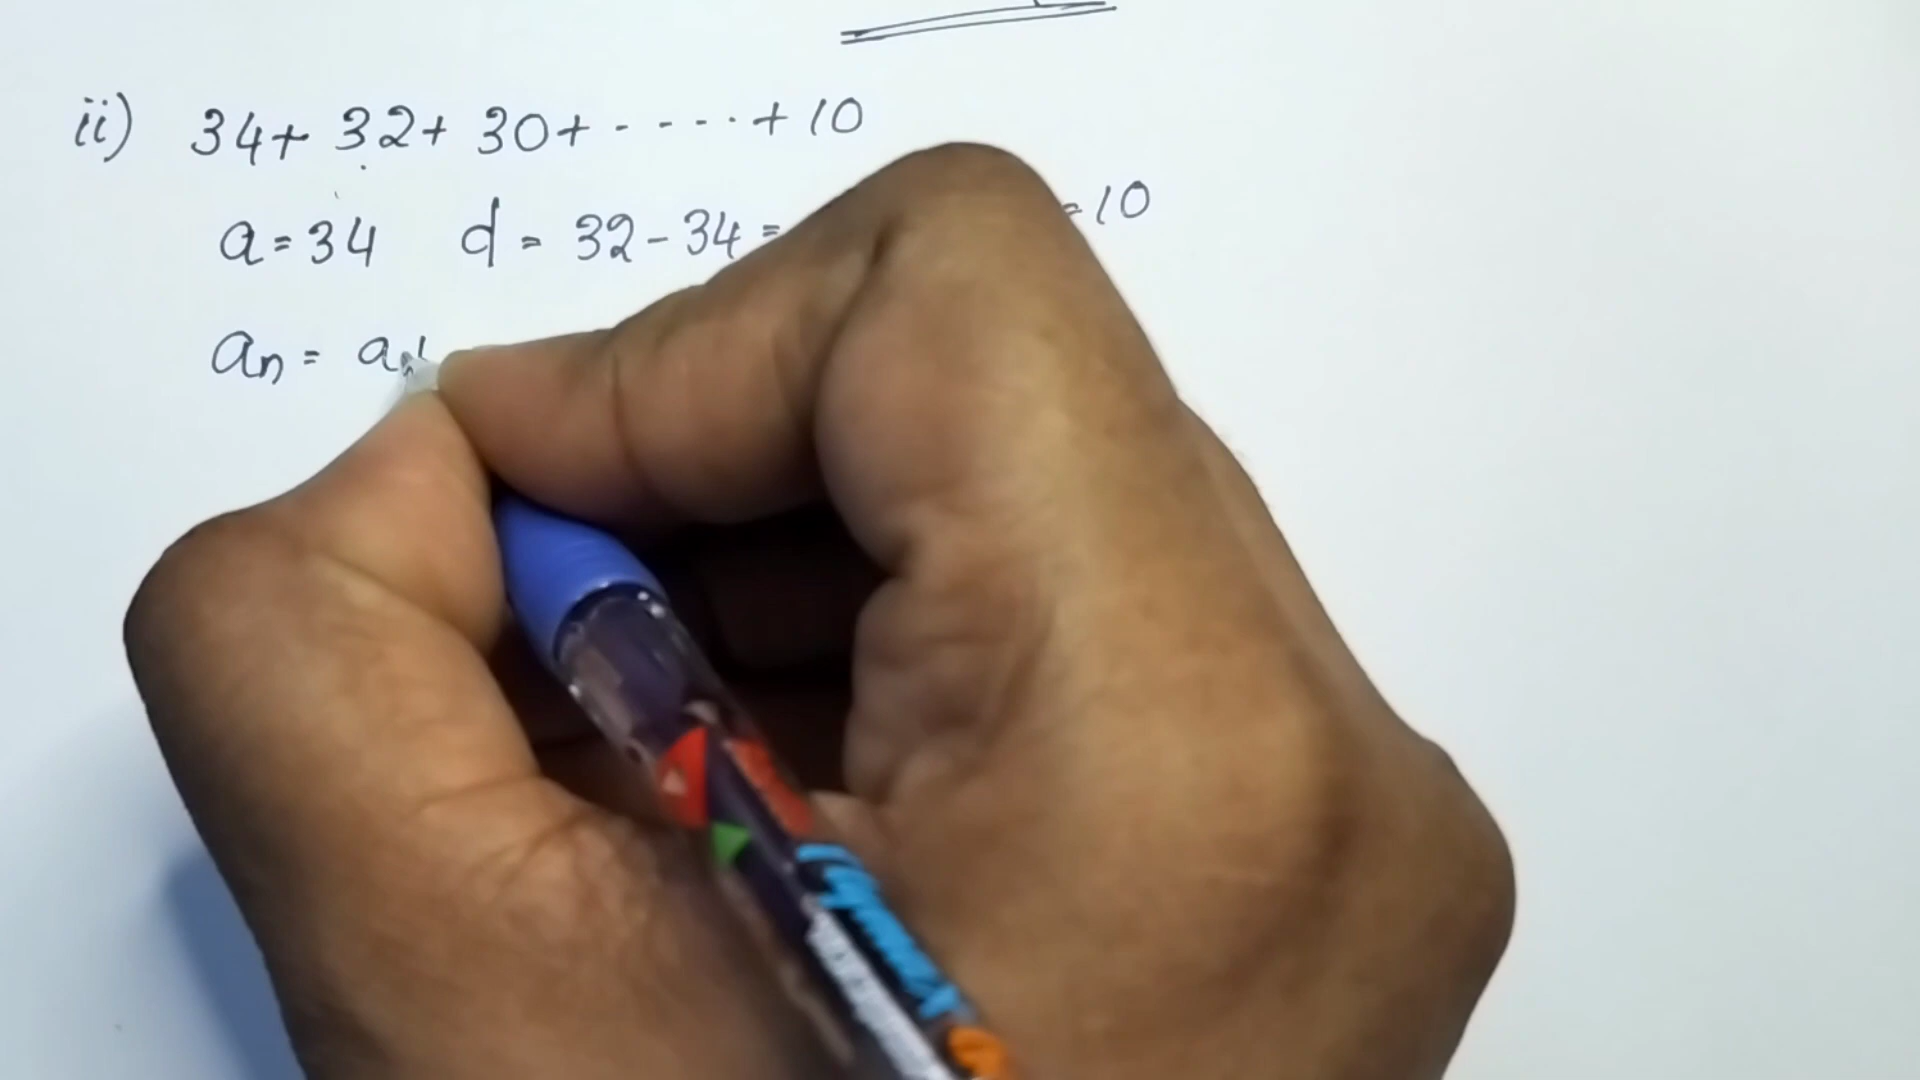 ii) 34+ 32+ 30+ - - - - - + 10
a = 34 d = 32 - 34 = = 10
an = a